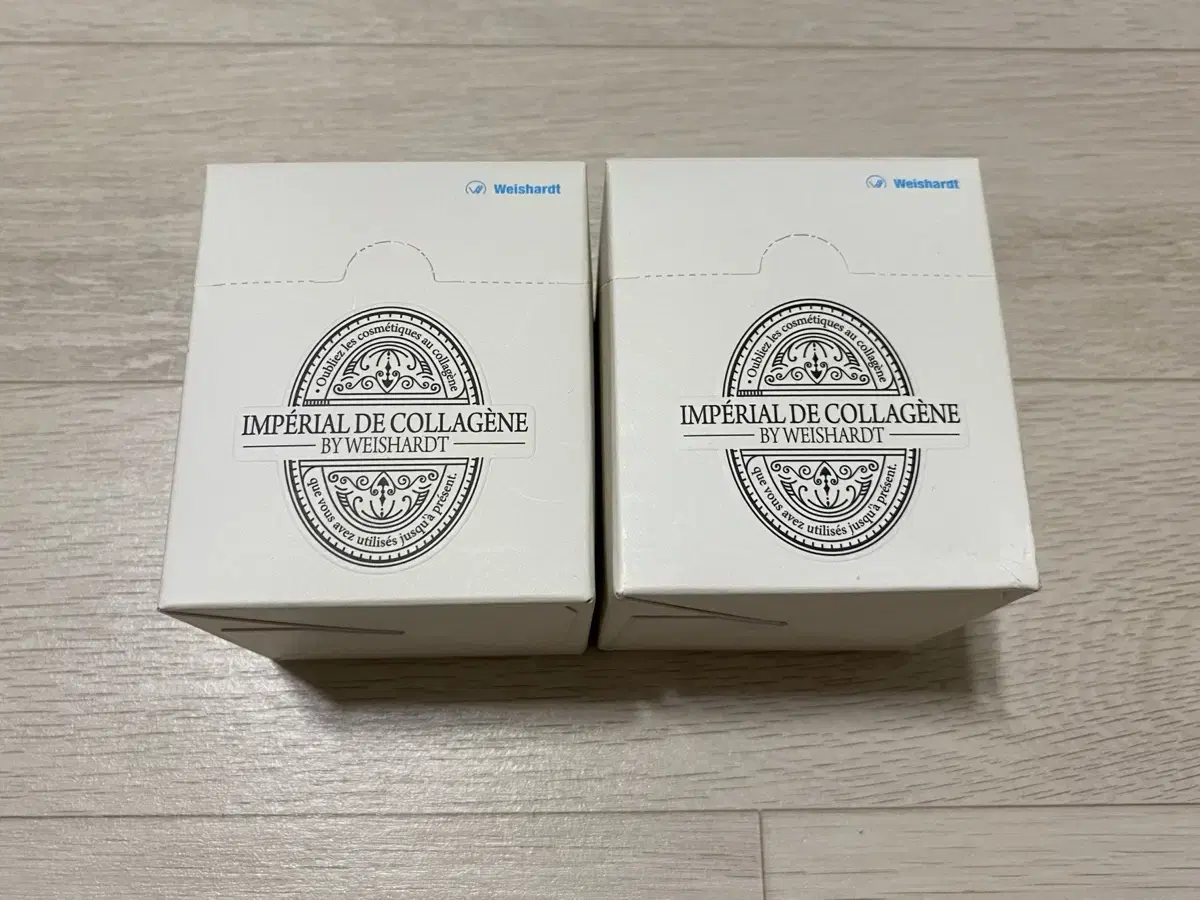 Weishardt
• Oubliez les cosmétiques au collagène
IMPÉRIAL DE COLLAGÈNE
BY WEISHARDT
que vous avez utilisés jusqu'à présent.
Weishardt
• Oubliez les cosmétiques au collagène
IMPÉRIAL DE COLLAGÈNE
BY WEISHARDT
que vous avez utilisés jusqu'à présent.